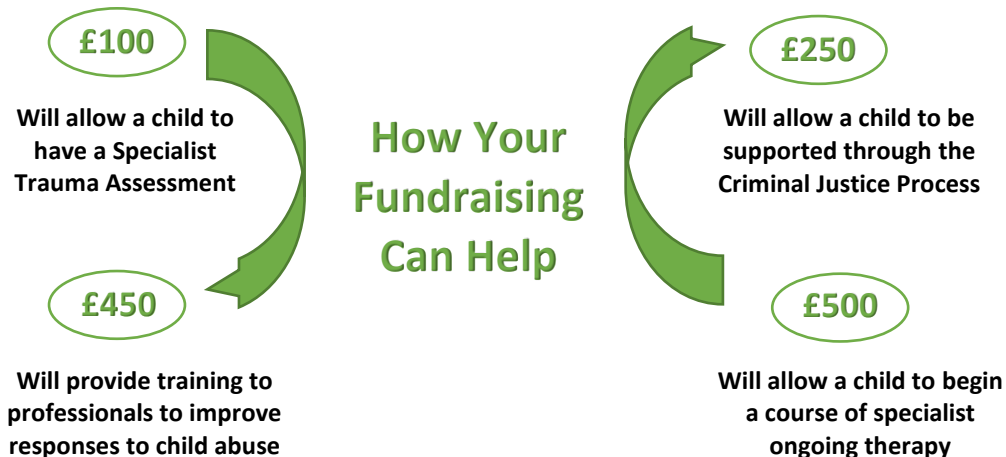 £100
Will allow a child to
have a Specialist
Trauma Assessment
£450
Will provide training to
professionals to improve
responses to child abuse
How Your
Fundraising
Can Help
£250
Will allow a child to be
supported through the
Criminal Justice Process
£500
Will allow a child to begin
a course of specialist
ongoing therapy